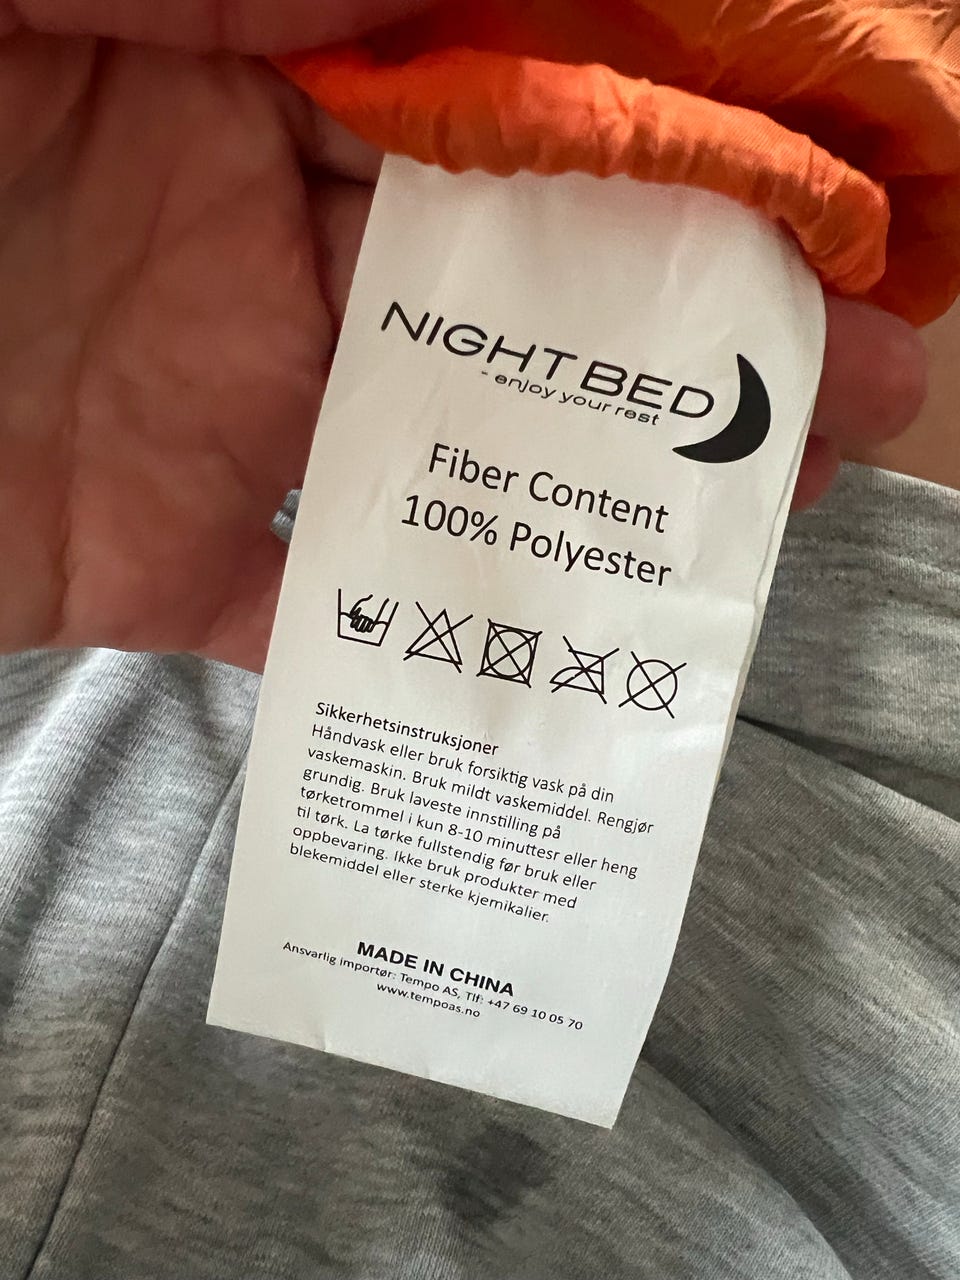 NIGHT BED
- enjoy your rest
Fiber Content
100% Polyester
Sikkerhetsinstruksjoner
Håndvask eller bruk forsiktig vask på din
vaskemaskin. Bruk mildt vaskemiddel. Rengjør
grundig. Bruk laveste innstilling på
tørketrommel i kun 8-10 minuttesr eller heng
til tørk. La tørke fullstendig før bruk eller
oppbevaring. Ikke bruk produkter med
blekemiddel eller sterke kjemikalier.
MADE IN CHINA
Ansvarlig importør: Tempo AS, Tlf: +47 69 10 05 70
www.tempoas.no